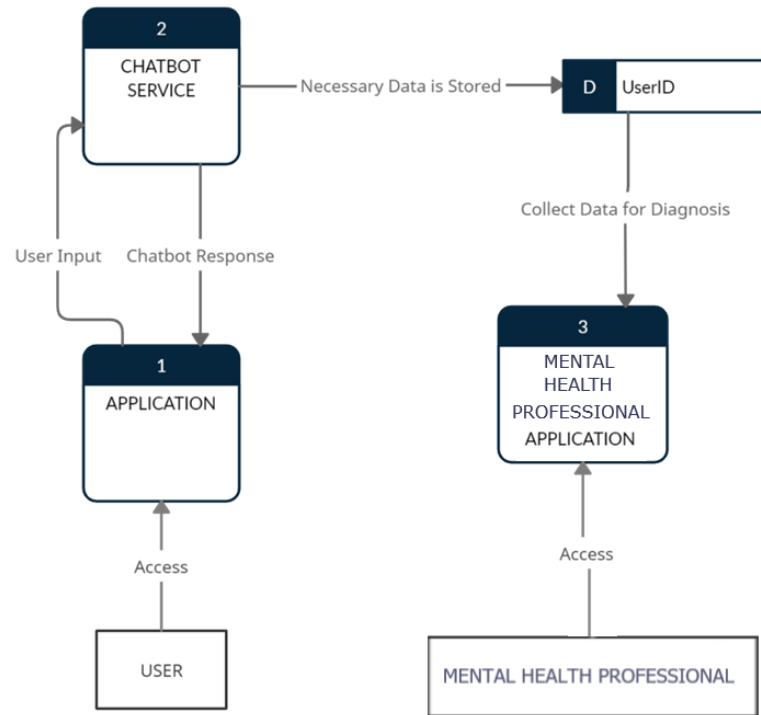 2
CHATBOT
SERVICE
Necessary Data is Stored
D
UserID
Collect Data for Diagnosis
User Input
Chatbot Response
3
MENTAL
HEALTH
PROFESSIONAL
APPLICATION
1
APPLICATION
Access
Access
USER
MENTAL HEALTH PROFESSIONAL